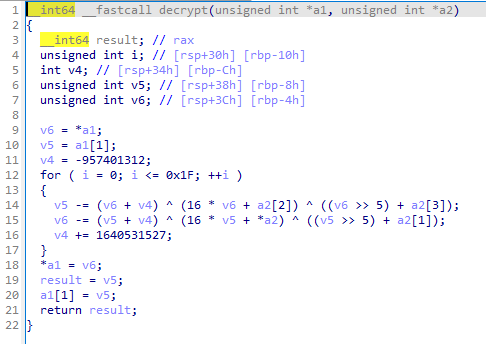 1 __int64 __fastcall decrypt(unsigned int *a1, unsigned int *a2)
2 {
3   __int64 result; // rax
4   unsigned int i; // [rsp+30h] [rbp-10h]
5   int v4; // [rsp+34h] [rbp-Ch]
6   unsigned int v5; // [rsp+38h] [rbp-8h]
7   unsigned int v6; // [rsp+3Ch] [rbp-4h]
8
9   v6 = *a1;
10   v5 = a1[1];
11   v4 = -957401312;
12   for ( i = 0; i <= 0x1F; ++i )
13   {
14     v5 -= (v6 + v4) ^ (16 * v6 + a2[2]) ^ ((v6 >> 5) + a2[3]);
15     v6 -= (v5 + v4) ^ (16 * v5 + *a2) ^ ((v5 >> 5) + a2[1]);
16     v4 += 1640531527;
17   }
18   *a1 = v6;
19   result = v5;
20   a1[1] = v5;
21   return result;
22 }